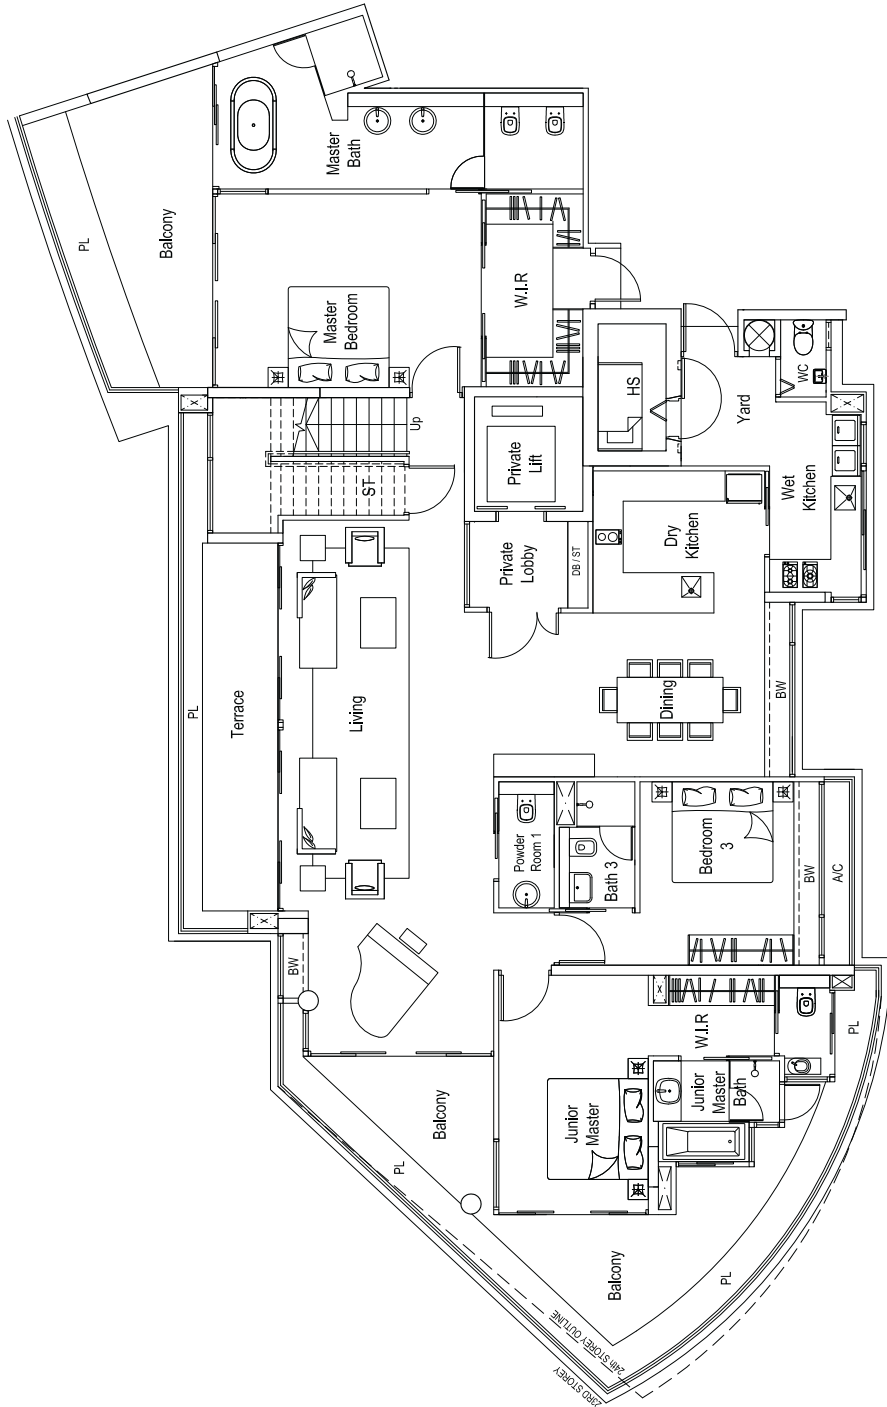 PL
Balcony
Master
Bath
Master
Bedroom
W.I.R
X
Up
ST
HS
WC
X
Yard
Private
Lift
Wet
Kitchen
Private
Lobby
DB / ST
Dry
Kitchen
PL
Terrace
Living
Dining
BW
Powder
Room 1
Bath 3
Bedroom
3
BW
A/C
X
BW
X
W.I.R
PL
Balcony
PL
Junior
Master
Junior
Master
Bath
Balcony
PL
24th STOREY OUTLINE
23RD STOREY